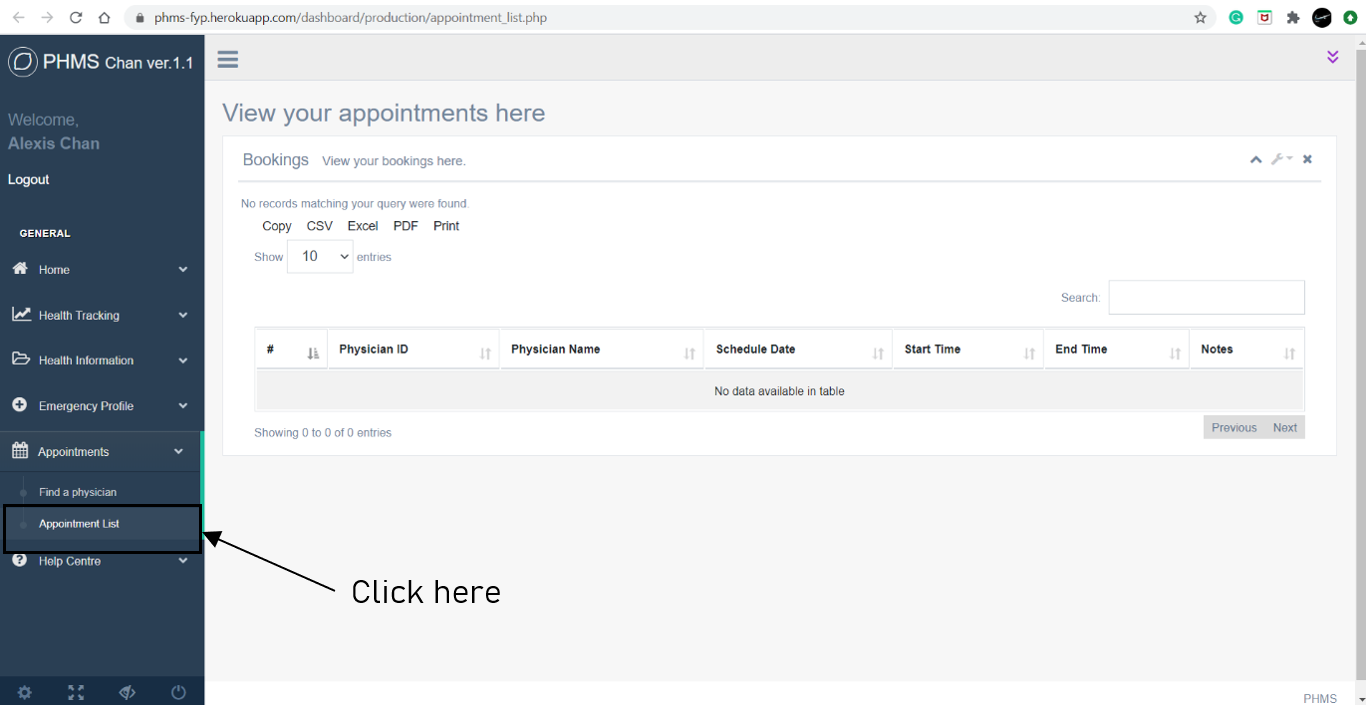 phms-fyp.herokuapp.com/dashboard/production/appointment_list.php
PHMS Chan ver.1.1
Welcome,
Alexis Chan
Logout
GENERAL
Home
Health Tracking
Health Information
Emergency Profile
Appointments
Find a physician
Appointment List
Help Centre
View your appointments here
Bookings View your bookings here.
No records matching your query were found.
Copy CSV Excel PDF Print
Show 10 entries
Search:
# Physician ID Physician Name Schedule Date Start Time End Time Notes
No data available in table
Showing 0 to 0 of 0 entries
Previous Next
Click here
PHMS